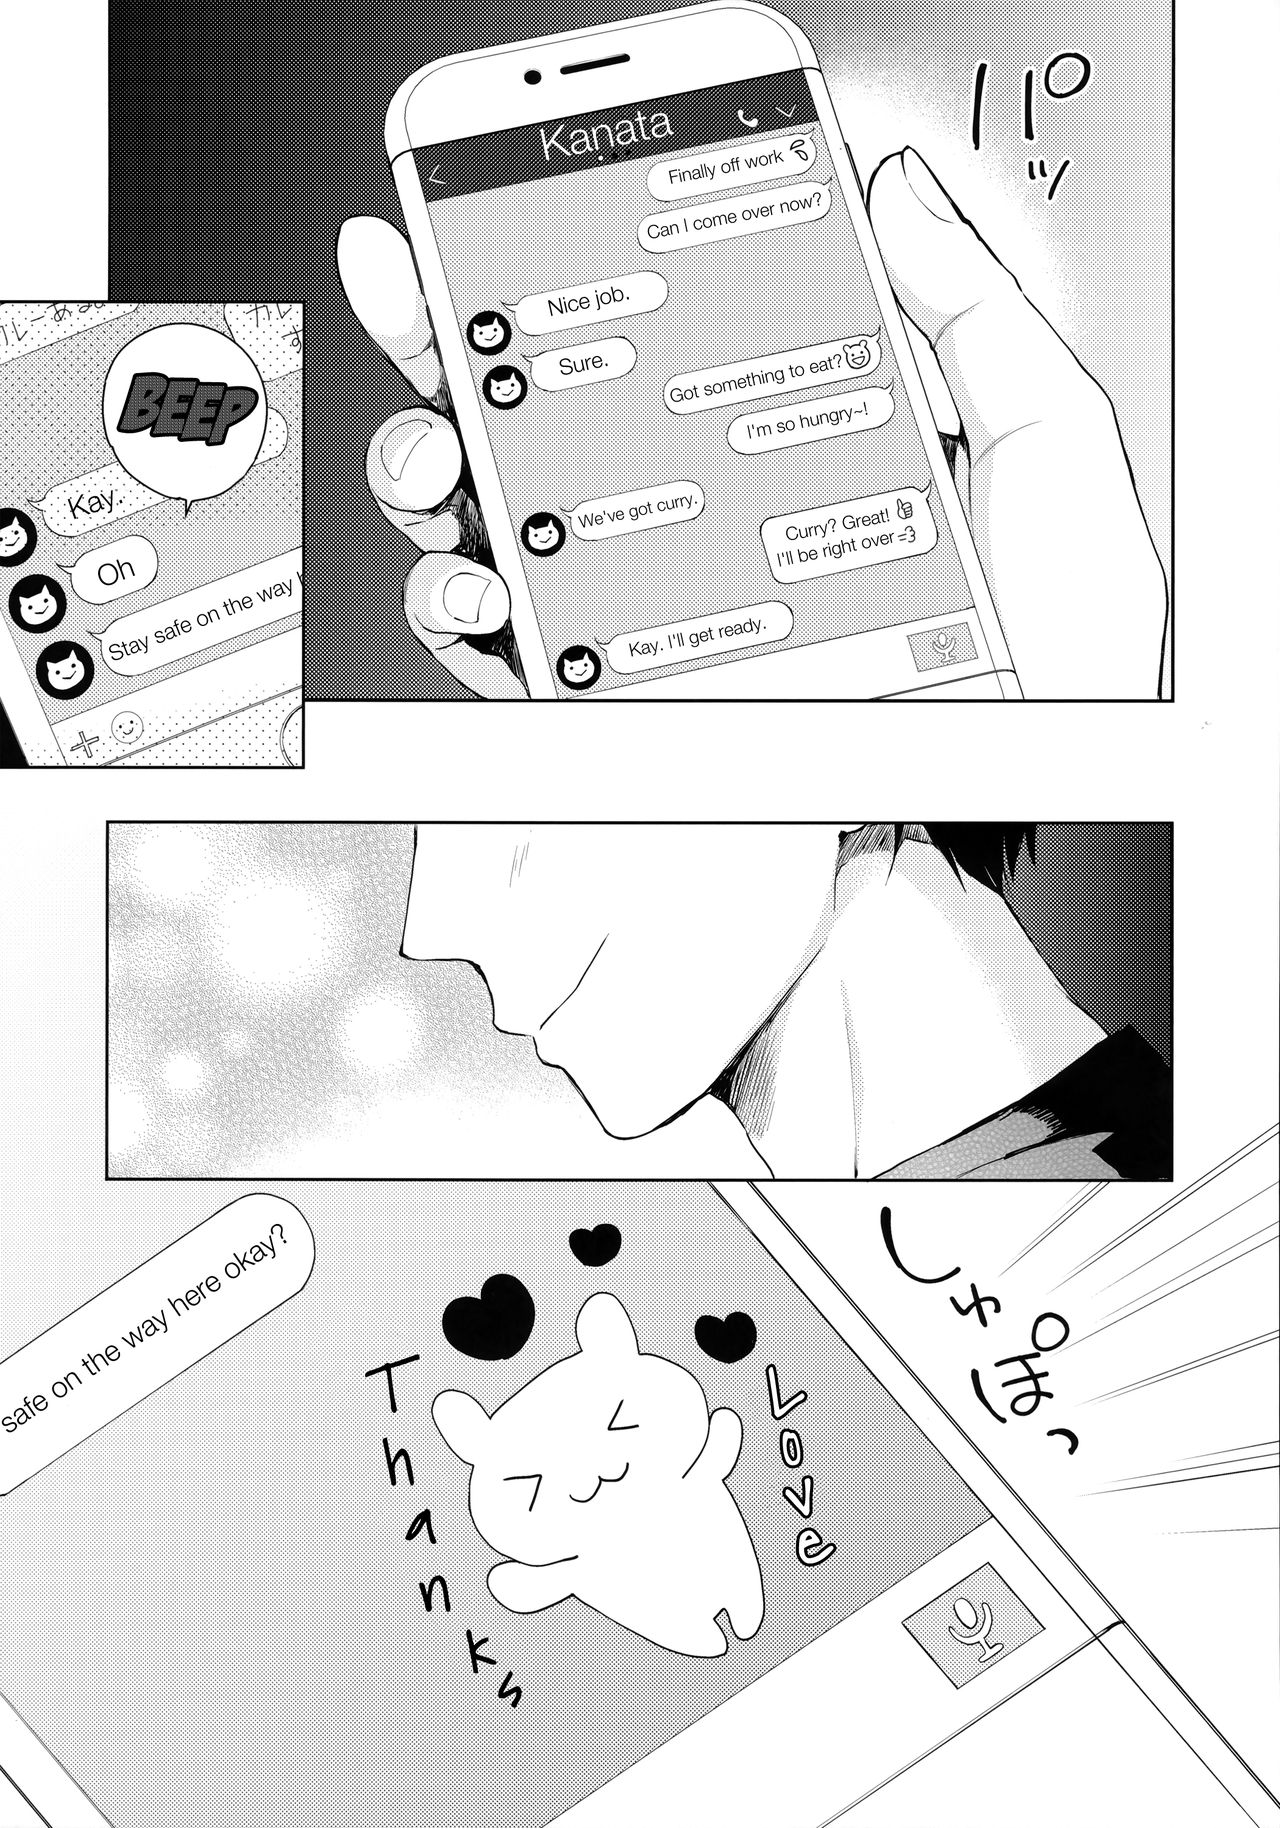 パッ
Kanata
Finally off work
Can I come over now?
Nice job.
Sure.
Got something to eat?
I'm so hungry~!
We've got curry.
Curry? Great!
I'll be right over
Kay. I'll get ready.
BEEP
Kay.
Oh
Stay safe on the way
safe on the way here okay?
Thanks
Love
しゅぽっ